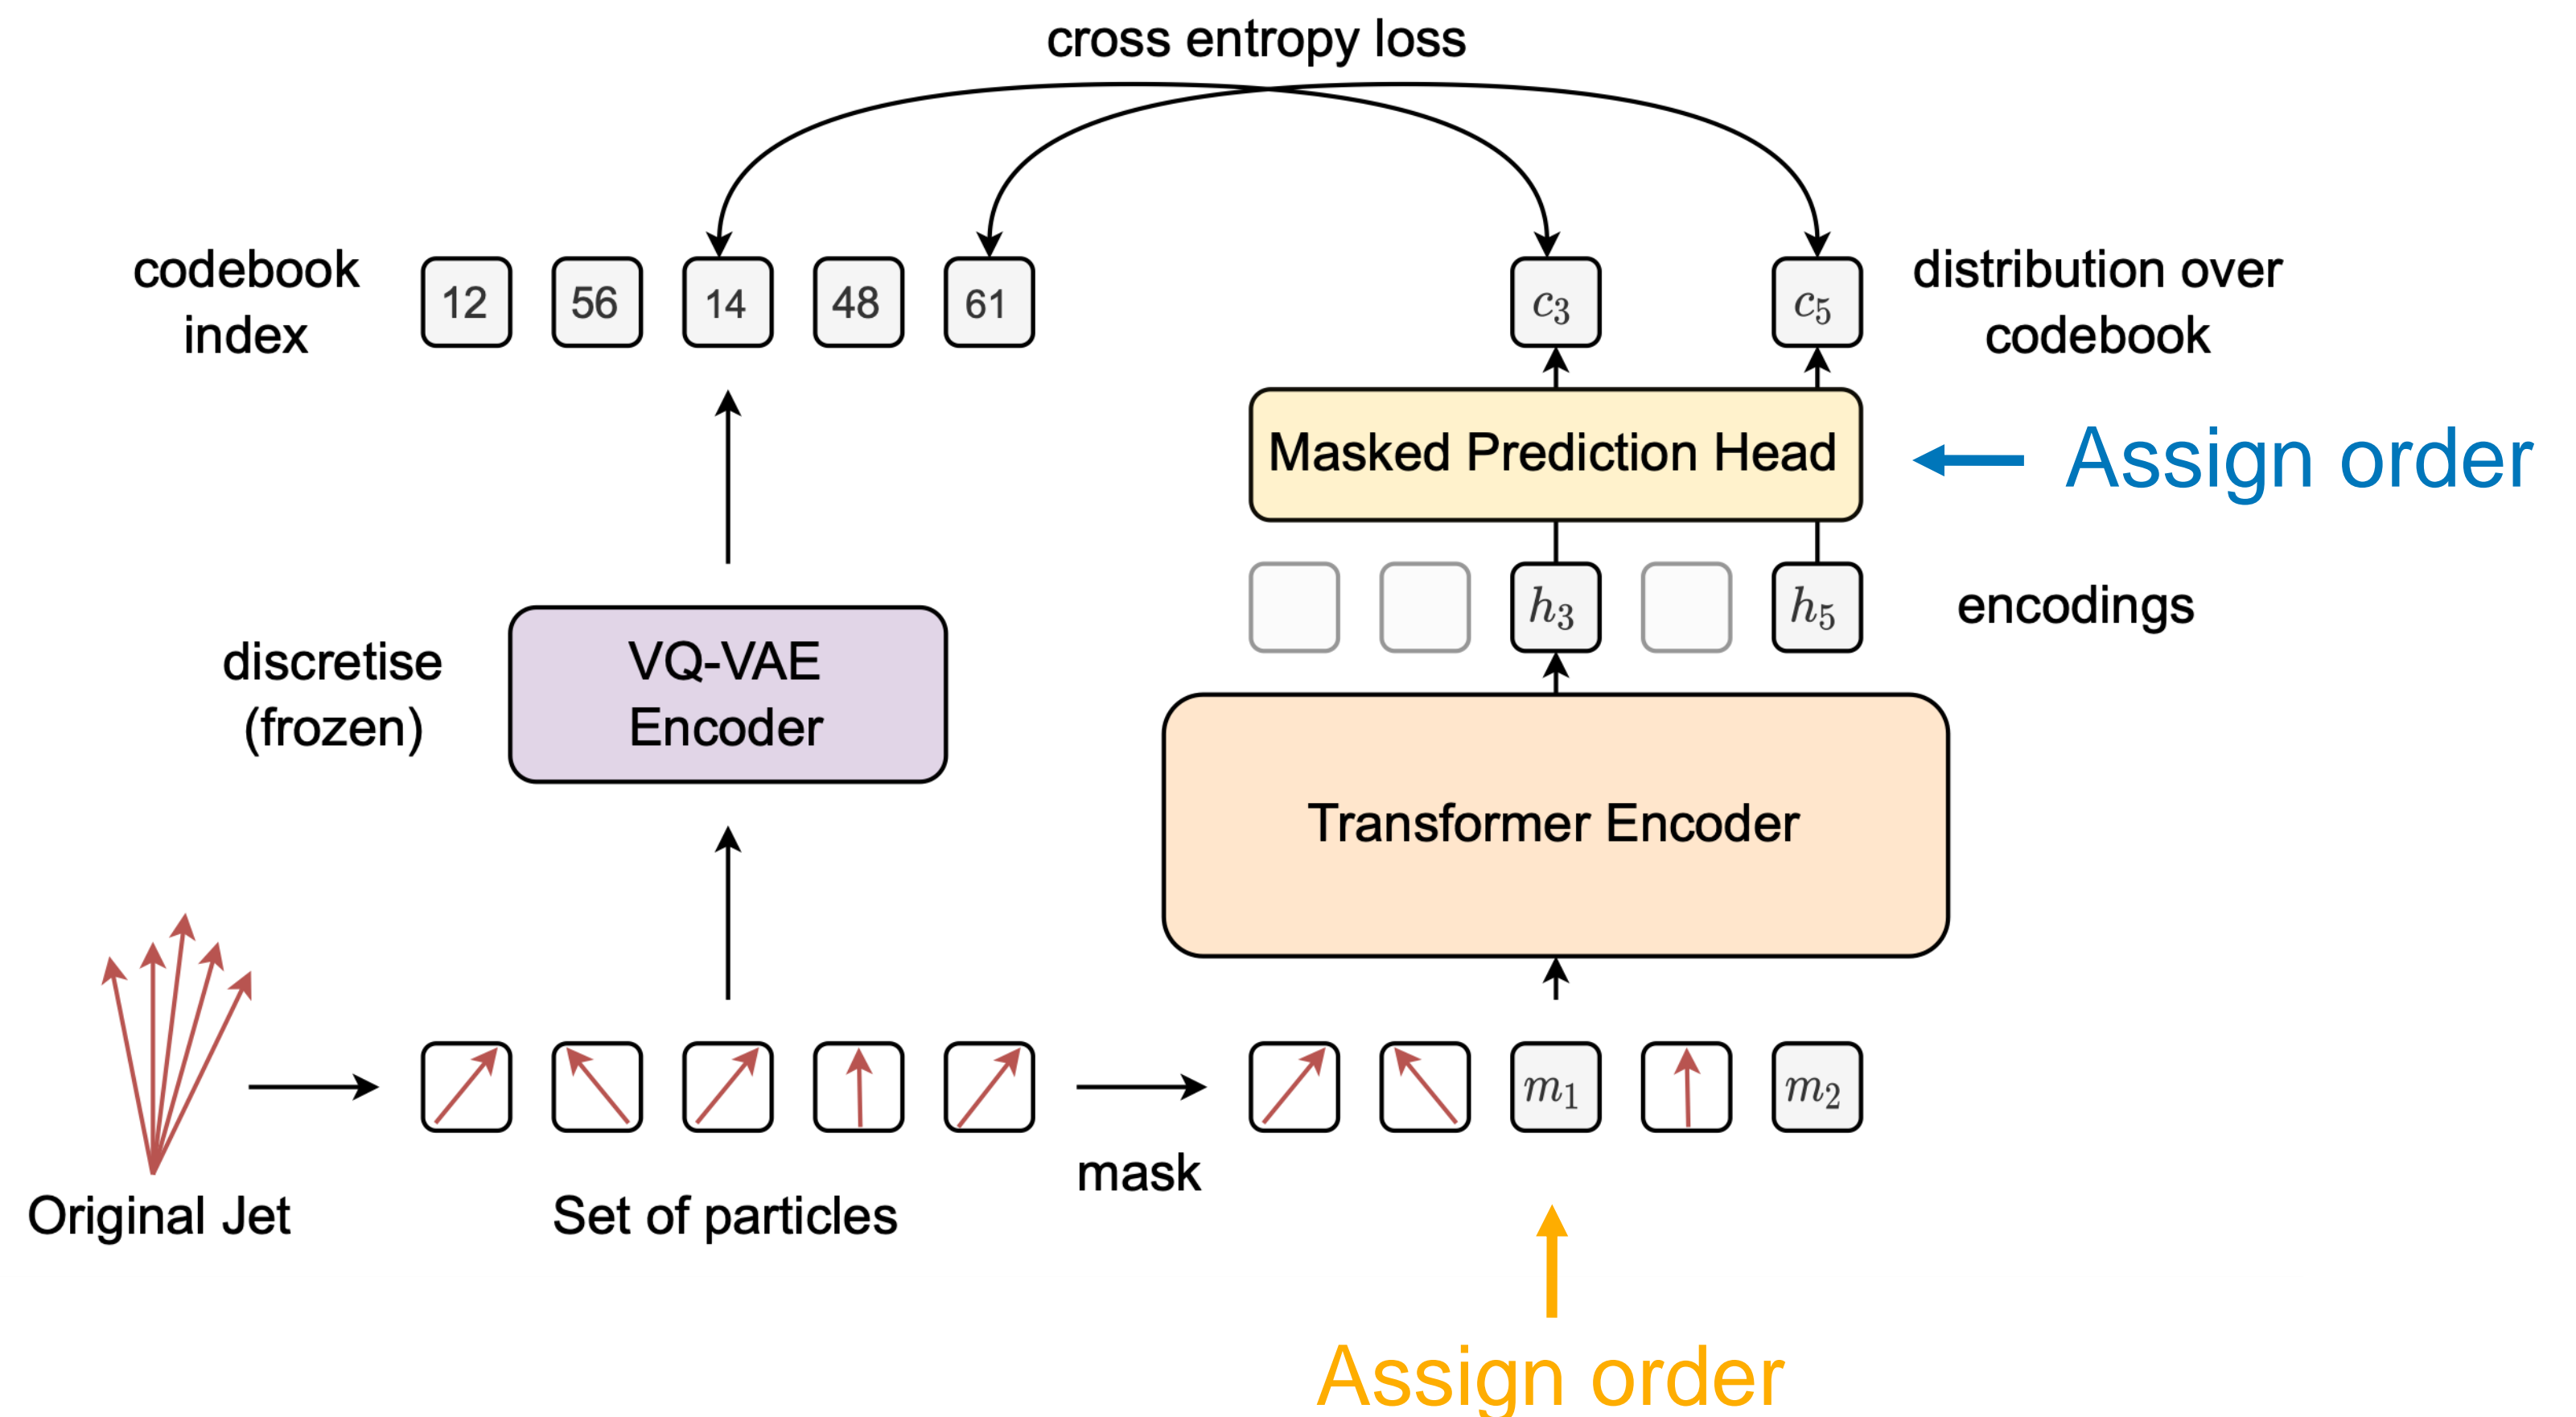 cross entropy loss
codebook
index
12 56 14 48 61
c3 c5
distribution over
codebook
Masked Prediction Head
Assign order
h3 h5
encodings
discretise
(frozen)
VQ-VAE
Encoder
Transformer Encoder
m1 m2
mask
Original Jet
Set of particles
Assign order